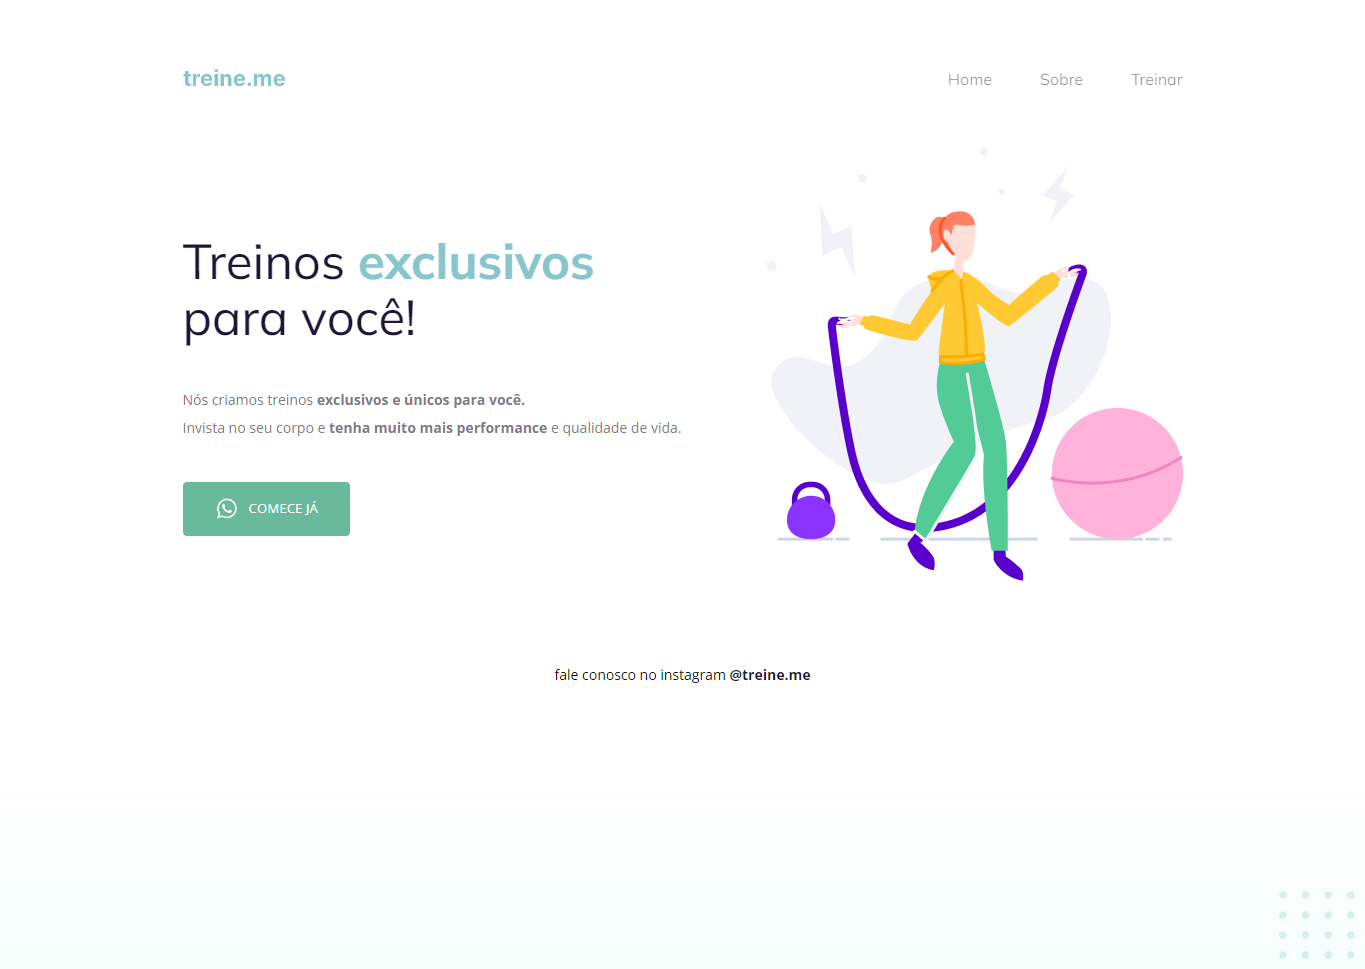 treine.me
Home Sobre Treinar
Treinos exclusivos
para você!
Nós criamos treinos exclusivos e únicos para você.
Invista no seu corpo e tenha muito mais performance e qualidade de vida.
COMECE JÁ
fale conosco no instagram @treine.me